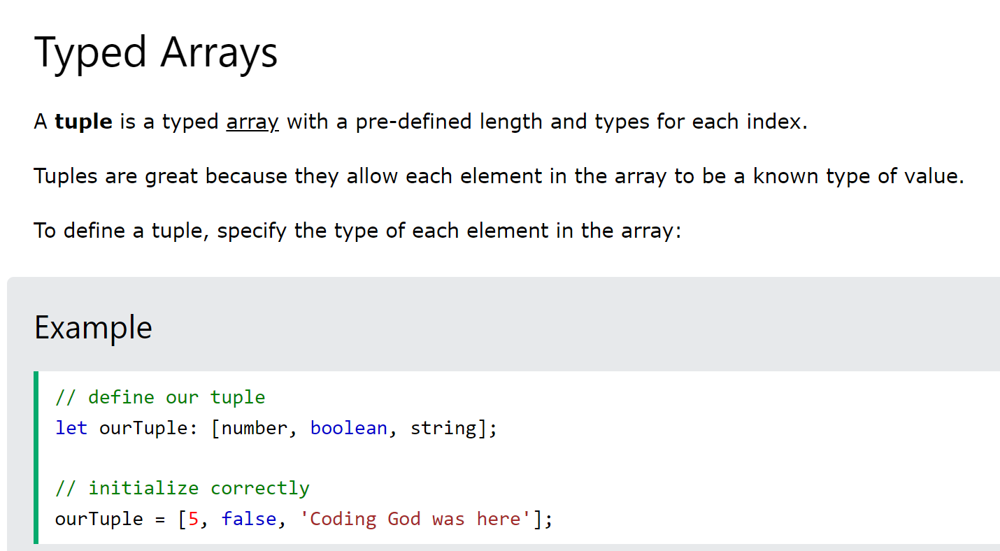 Typed Arrays
A tuple is a typed array with a pre-defined length and types for each index.
Tuples are great because they allow each element in the array to be a known type of value.
To define a tuple, specify the type of each element in the array:
Example
// define our tuple
let ourTuple: [number, boolean, string];
// initialize correctly
ourTuple = [5, false, 'Coding God was here'];